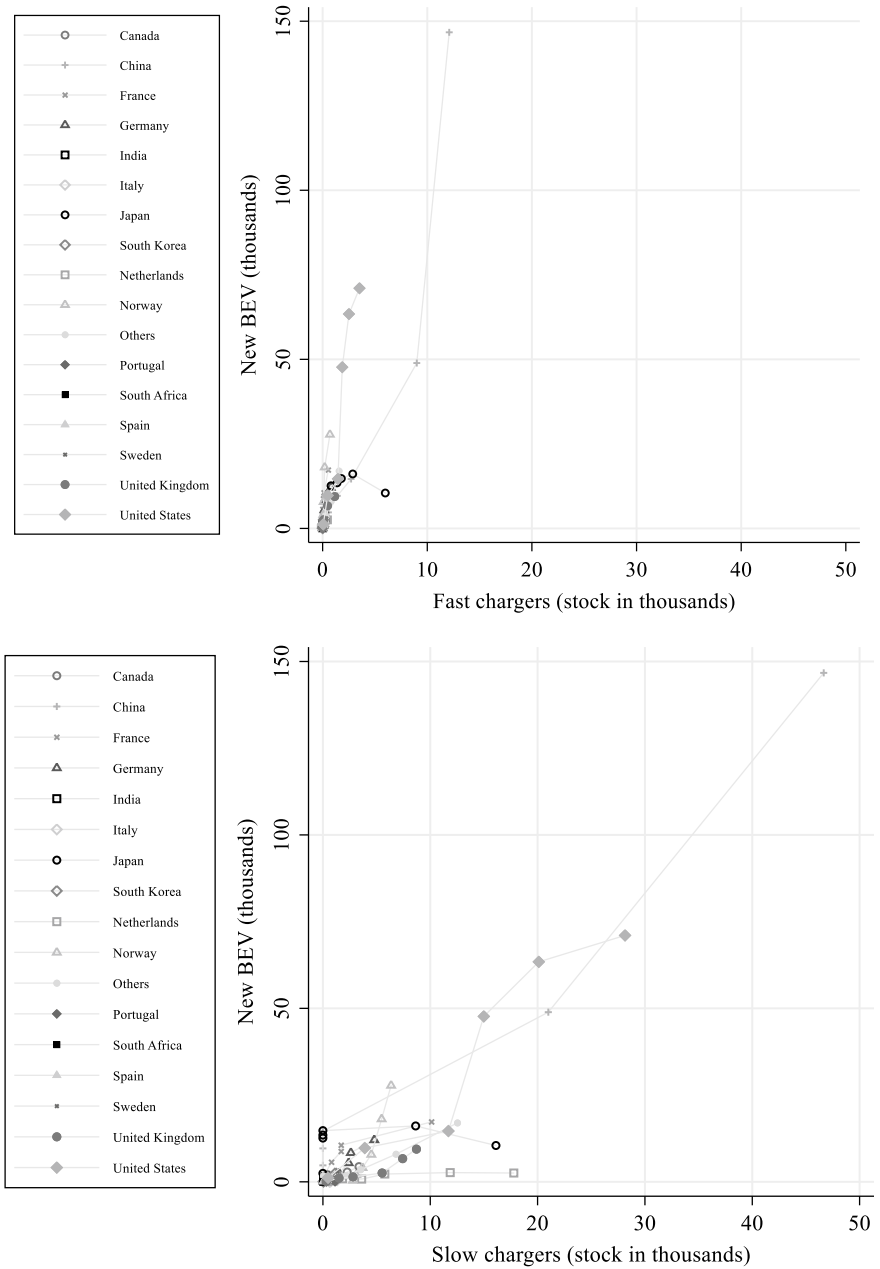 Canada
China
France
Germany
India
Italy
Japan
South Korea
Netherlands
Norway
Others
Portugal
South Africa
Spain
Sweden
United Kingdom
United States
New BEV (thousands)
150
100
50
0
0 10 20 30 40 50
Fast chargers (stock in thousands)
Canada
China
France
Germany
India
Italy
Japan
South Korea
Netherlands
Norway
Others
Portugal
South Africa
Spain
Sweden
United Kingdom
United States
New BEV (thousands)
150
100
50
0
0 10 20 30 40 50
Slow chargers (stock in thousands)